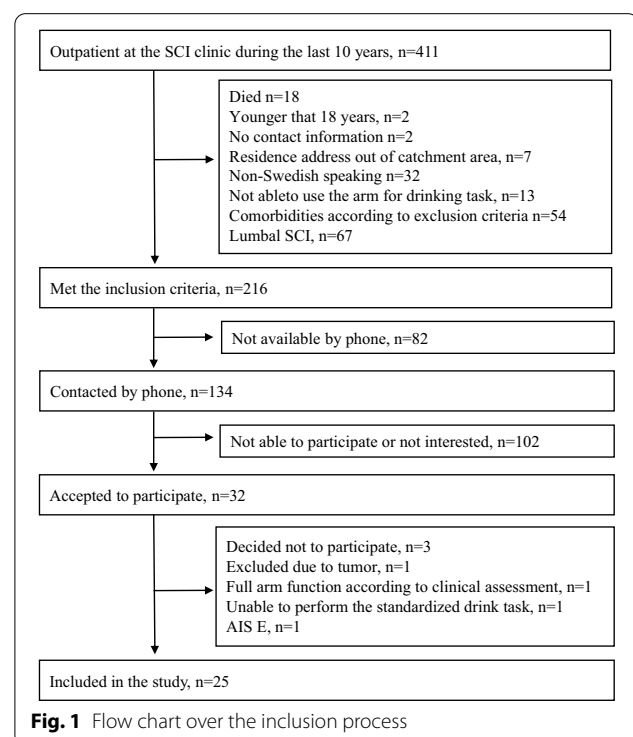 Outpatient at the SCI clinic during the last 10 years, n=411
Died n=18
Younger that 18 years, n=2
No contact information n=2
Residence address out of catchment area, n=7
Non-Swedish speaking n=32
Not ableto use the arm for drinking task, n=13
Comorbidities according to exclusion criteria n=54
Lumbal SCI, n=67
Met the inclusion criteria, n=216
Not available by phone, n=82
Contacted by phone, n=134
Not able to participate or not interested, n=102
Accepted to participate, n=32
Decided not to participate, n=3
Excluded due to tumor, n=1
Full arm function according to clinical assessment, n=1
Unable to perform the standardized drink task, n=1
AIS E, n=1
Included in the study, n=25
Fig. 1 Flow chart over the inclusion process